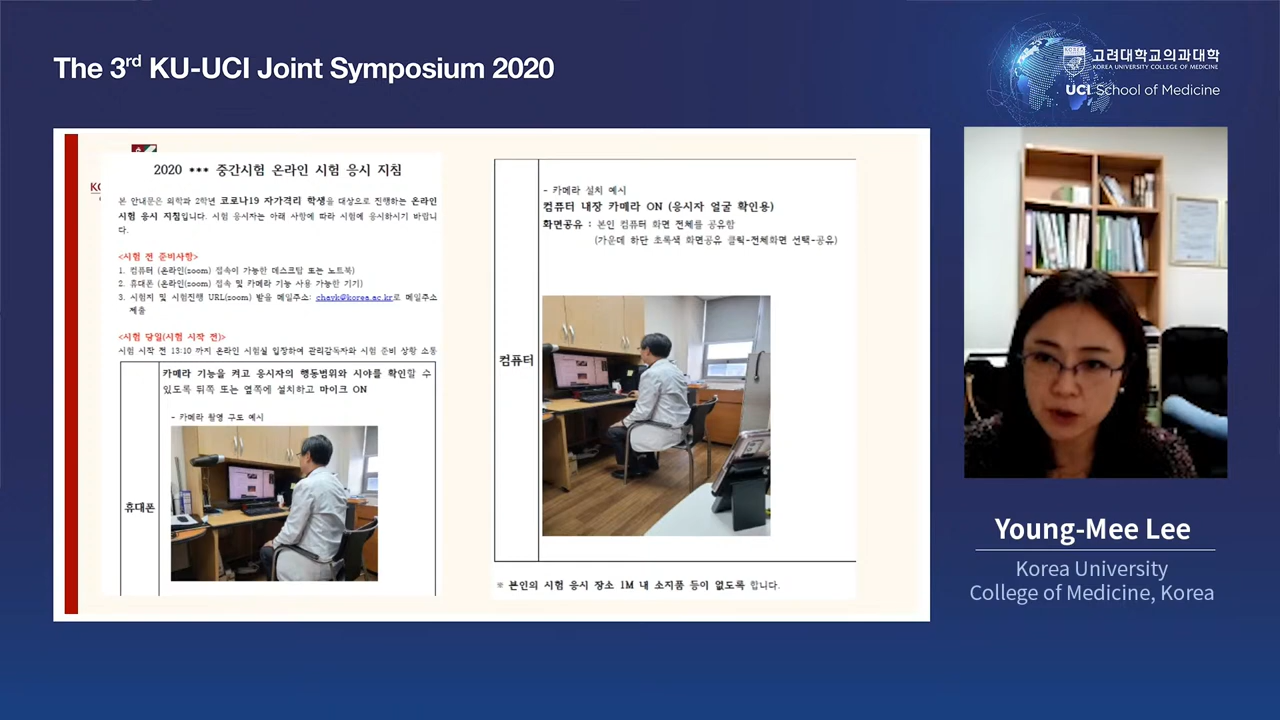 The 3rd KU-UCI Joint Symposium 2020
KOREA
고려대학교의과대학
KOREA UNIVERSITY COLLEGE OF MEDICINE
UCI School of Medicine
2020 *** 중간시험 온라인 시험 응시 지침
본 안내문은 의학과 2학년 코로나19 자가격리 학생을 대상으로 진행하는 온라인
시험 응시 지침입니다. 시험 응시자는 아래 사항에 따라 시험에 응시하시기 바랍니
다.
<시험 전 준비사항>
1. 컴퓨터 (온라인(zoom) 접속이 가능한 데스크탑 또는 노트북)
2. 휴대폰 (온라인(zoom) 접속 및 카메라 기능 사용 가능한 기기)
3. 시험지 및 시험진행 URL(zoom) 받을 메일주소: chayk@korea.ac.kr로 메일주소
제출
<시험 당일(시험 시작 전)>
시험 시작 전 13:10 까지 온라인 시험실 입장하여 관리감독자와 시험 준비 상황 소통
휴대폰
카메라 기능을 켜고 응시자의 행동범위와 시야를 확인할 수
있도록 뒤쪽 또는 옆쪽에 설치하고 마이크 ON
- 카메라 촬영 구도 예시
컴퓨터
- 카메라 설치 예시
컴퓨터 내장 카메라 ON (응시자 얼굴 확인용)
화면공유 : 본인 컴퓨터 화면 전체를 공유함
(가운데 하단 초록색 화면공유 클릭-전체화면 선택-공유)
※ 본인의 시험 응시 장소 1M 내 소지품 등이 없도록 합니다.
Young-Mee Lee
Korea University
College of Medicine, Korea